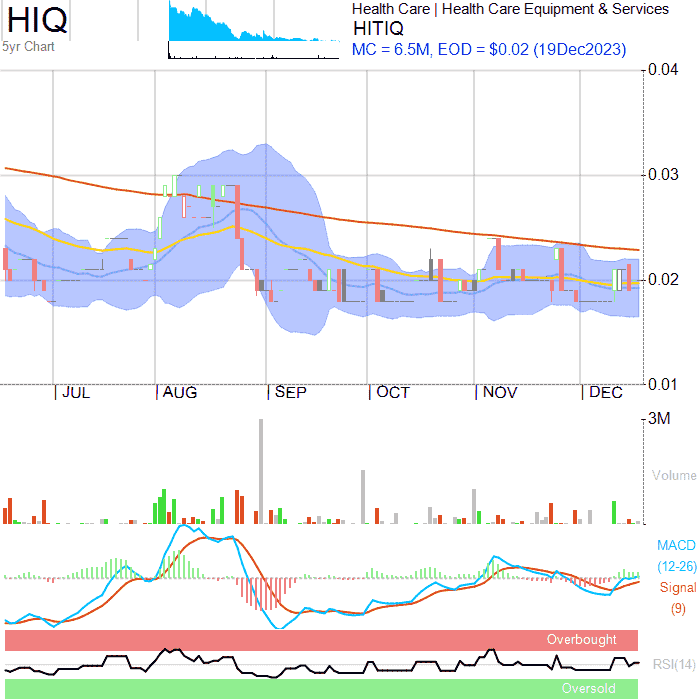 HIQ
5yr Chart
Health Care | Health Care Equipment & Services
HITIQ
MC = 6.5M, EOD = $0.02 (19Dec2023)
0.04
0.03
0.02
0.01
JUL
AUG
SEP
OCT
NOV
DEC
3M
Volume
MACD
(12-26)
Signal
(9)
Overbought
RSI(14)
Oversold